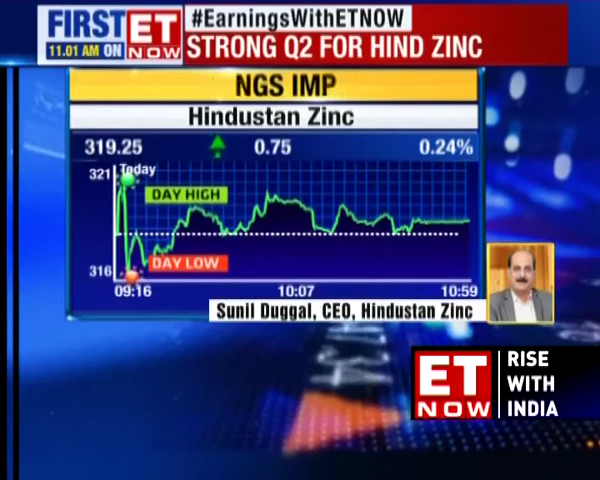 FIRST
11.01 AM ON
ET
NOW
#EarningsWithETNOW
STRONG Q2 FOR HIND ZINC
NGS IMP
Hindustan Zinc
319.25 0.75 0.24%
321
Today
DAY HIGH
DAY LOW
316
09:16 10:07 10:59
Sunil Duggal, CEO, Hindustan Zinc
ET
NOW
RISE
WITH
INDIA